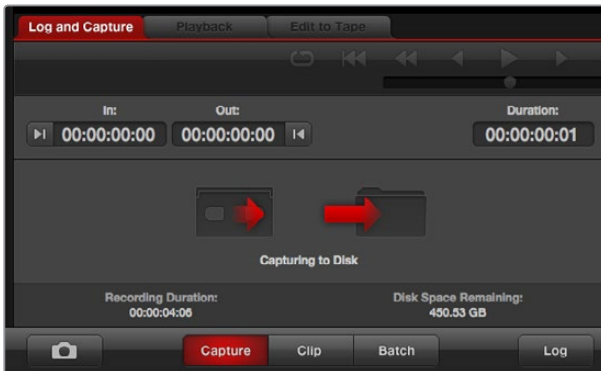 Log and Capture Playback Edit to Tape
In: Out: Duration:
00:00:00:00 00:00:00:00 00:00:00:01
Capturing to Disk
Recording Duration: Disk Space Remaining:
00:00:04:06 450.53 GB
Capture Clip Batch Log